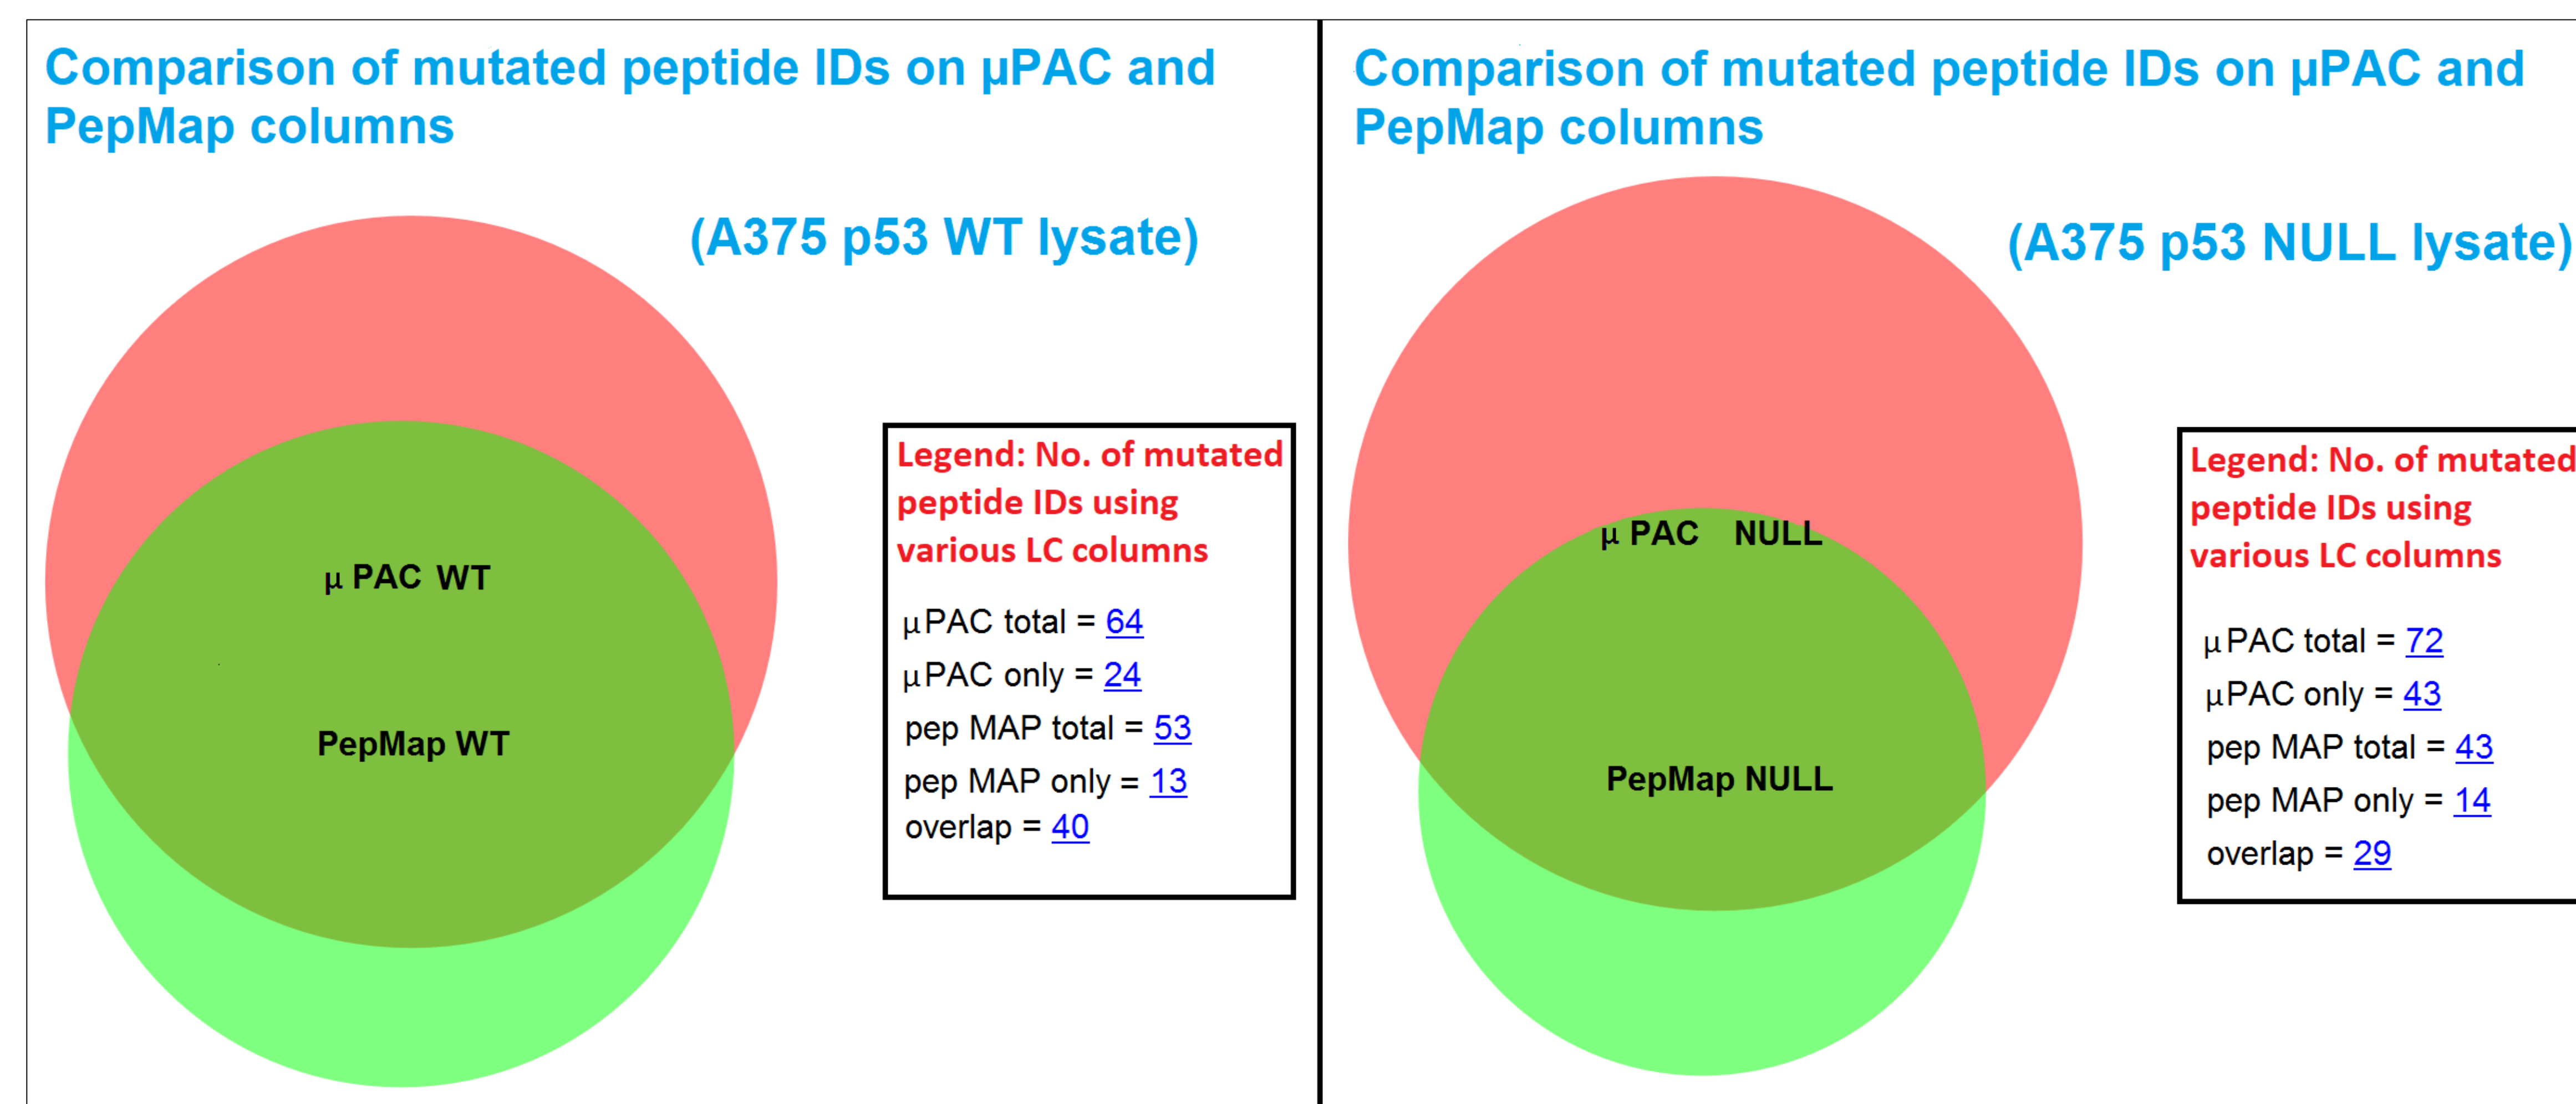 Comparison of mutated peptide IDs on µPAC and
PepMap columns
(A375 p53 WT lysate)
µ PAC WT
PepMap WT
Legend: No. of mutated
peptide IDs using
various LC columns
µPAC total = 64
µPAC only = 24
pep MAP total = 53
pep MAP only = 13
overlap = 40
Comparison of mutated peptide IDs on µPAC and
PepMap columns
(A375 p53 NULL lysate)
µ PAC NULL
PepMap NULL
Legend: No. of mutated
peptide IDs using
various LC columns
µPAC total = 72
µPAC only = 43
pep MAP total = 43
pep MAP only = 14
overlap = 29